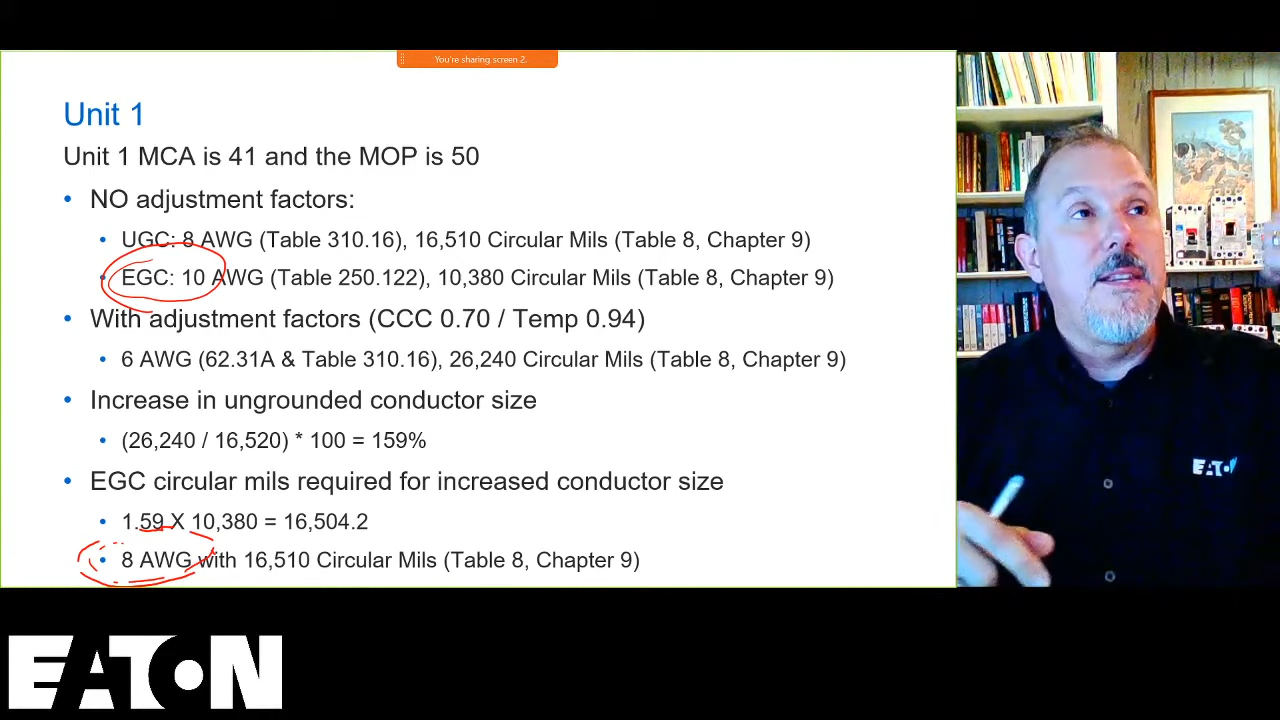 You're sharing screen 2.
Unit 1
Unit 1 MCA is 41 and the MOP is 50
• NO adjustment factors:
• UGC: 8 AWG (Table 310.16), 16,510 Circular Mils (Table 8, Chapter 9)
• EGC: 10 AWG (Table 250.122), 10,380 Circular Mils (Table 8, Chapter 9)
• With adjustment factors (CCC 0.70 / Temp 0.94)
• 6 AWG (62.31A & Table 310.16), 26,240 Circular Mils (Table 8, Chapter 9)
• Increase in ungrounded conductor size
• (26,240 / 16,520) * 100 = 159%
• EGC circular mils required for increased conductor size
• 1.59 X 10,380 = 16,504.2
• 8 AWG with 16,510 Circular Mils (Table 8, Chapter 9)
EATON
EATON